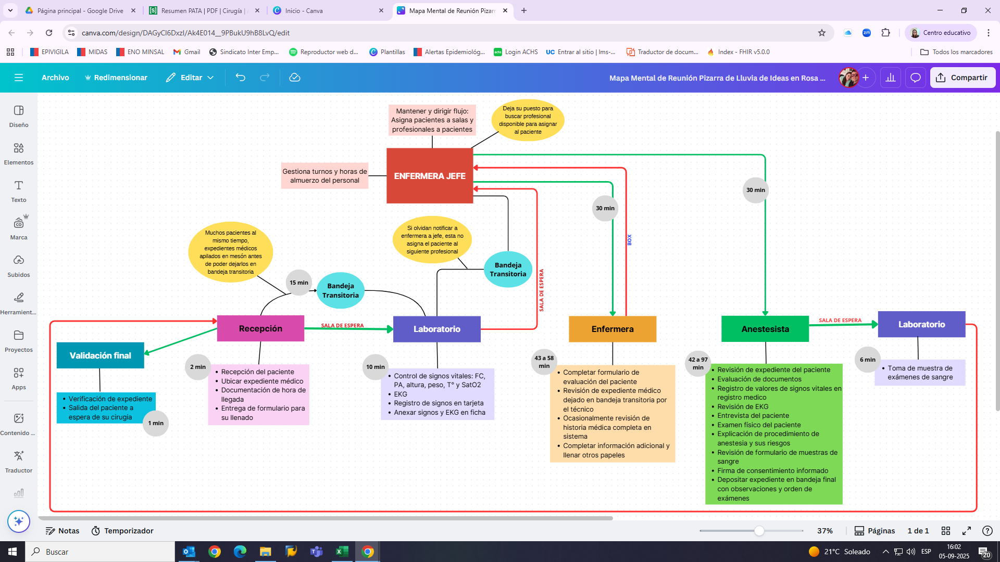 Página principal - Google Drive
Resumen PATA | PDF | Cirugía |
Inicio - Canva
Mapa Mental de Reunión Pizarr
canva.com/design/DAGyCl6DxzI/Ak4E014__9PBukU9hB8LvQ/edit
Centro educativo
EPIVIGILA
MIDAS
ENO MINSAL
Gmail
Sindicato Inter Emp...
Reproductor web d...
Plantillas
Alertas Epidemiológ...
achs
Login ACHS
UC
Entrar al sitio | lms-...
Traductor de docum...
Index - FHIR v5.0.0
Todos los marcadores
zm
Archivo
Redimensionar
Editar
Mapa Mental de Reunión Pizarra de Lluvia de Ideas en Rosa ...
Compartir
Diseño
Elementos
Texto
Marca
Subidos
Herramient...
Proyectos
Apps
Contenido ...
Traductor
Mantener y dirigir flujo:
Asigna pacientes a salas y
profesionales a pacientes
Deja su puesto para
buscar profesional
disponible para asignar
al paciente
Gestiona turnos y horas de
almuerzo del personal
ENFERMERA JEFE
30 min
30 min
BOX
Muchos pacientes al
mismo tiempo,
expedientes médicos
apilados en mesón antes
de poder dejarlos en
bandeja transitoria
Si olvidan notificar a
enfermera a jefe, esta no
asigna el paciente al
siguiente profesional
15 min
Bandeja
Transitoria
Bandeja
Transitoria
SALA DE ESPERA
Recepción
SALA DE ESPERA
Laboratorio
Enfermera
Anestesista
SALA DE ESPERA
Laboratorio
Validación final
Verificación de expediente
Salida del paciente a
espera de su cirugia
1 min
2 min
Recepción del paciente
Ubicar expediente médico
Documentación de hora de
llegada
Entrega de formulario para
su llenado
10 min
Control de signos vitales: FC,
PA, altura, peso, T° y SatO2
EKG
Registro de signos en tarjeta
Anexar signos y EKG en ficha
43 a 58
min
Completar formulario de
evaluación del paciente
Revisión de expediente médico
dejado en bandeja transitoria por
el técnico
Ocasionalmente revisión de
historia médica completa en
sistema
Completar información adicional y
llenar otros papeles
42 a 97
min
Revisión de expediente del paciente
Evaluación de documentos
Registro de valores de signos vitales en
registro medico
Revisión de EKG
Entrevista del paciente
Examen físico del paciente
Explicación de procedimiento de
anestesia y sus riesgos
Revisión de formulario de muestras de
sangre
Firma de consentimiento informado
Depositar expediente en bandeja final
con observaciones y orden de
exámenes
6 min
Toma de muestra de
exámenes de sangre
Notas
Temporizador
37%
Páginas
1 de 1
Buscar
21°C Soleado
ESP
16:02
05-09-2025
20